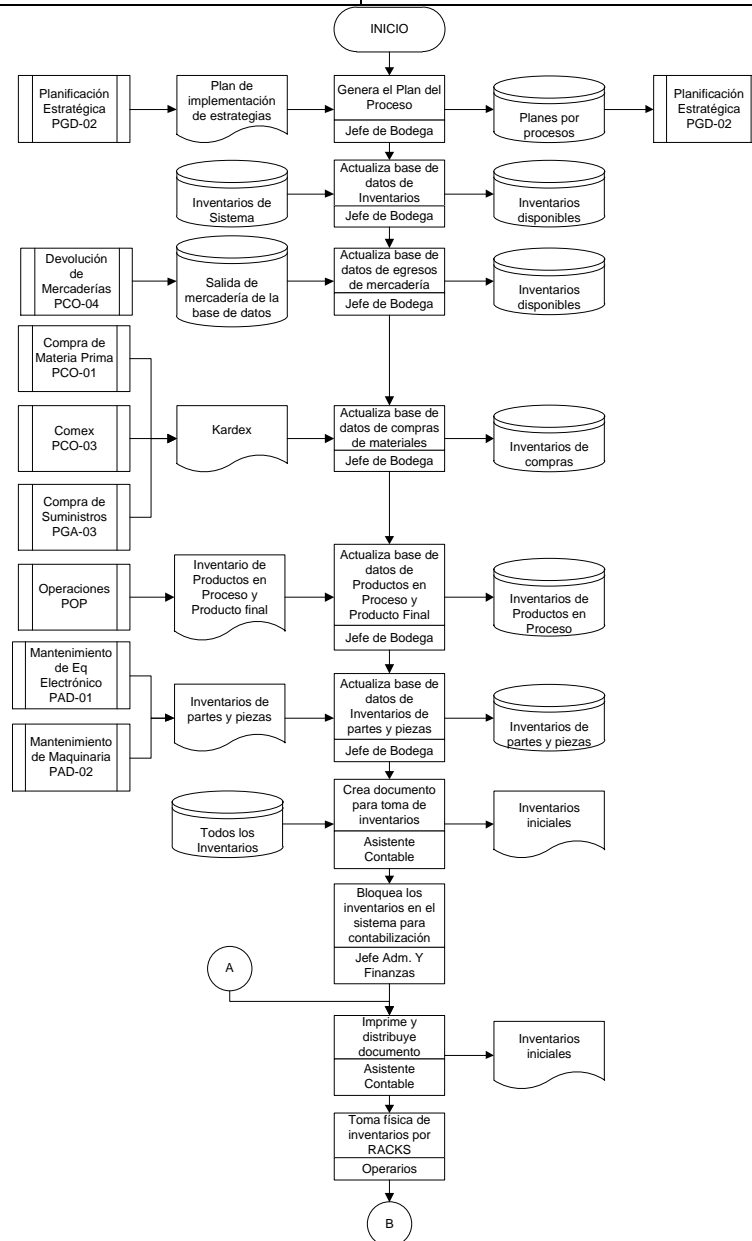 INICIO
Planificación
Estratégica
PGD-02
Plan de
implementación
de estrategias
Genera el Plan del
Proceso
Jefe de Bodega
Planes por
procesos
Planificación
Estratégica
PGD-02
Inventarios de
Sistema
Actualiza base de
datos de
Inventarios
Jefe de Bodega
Inventarios
disponibles
Devolución
de
Mercaderías
PCO-04
Salida de
mercadería de la
base de datos
Actualiza base de
datos de egresos
de mercadería
Jefe de Bodega
Inventarios
disponibles
Compra de
Materia Prima
PCO-01
Comex
PCO-03
Compra de
Suministros
PGA-03
Kardex
Actualiza base de
datos de compras
de materiales
Jefe de Bodega
Inventarios de
compras
Operaciones
POP
Inventario de
Productos en
Proceso y
Producto final
Actualiza base de
datos de
Productos en
Proceso y
Producto Final
Jefe de Bodega
Inventarios de
Productos en
Proceso
Mantenimiento
de Eq
Electrónico
PAD-01
Mantenimiento
de Maquinaria
PAD-02
Inventarios de
partes y piezas
Actualiza base de
datos de
Inventarios de
partes y piezas
Jefe de Bodega
Inventarios de
partes y piezas
Todos los
Inventarios
Crea documento
para toma de
inventarios
Asistente
Contable
Inventarios
iniciales
Bloquea los
inventarios en el
sistema para
contabilización
Jefe Adm. Y
Finanzas
A
Imprime y
distribuye
documento
Asistente
Contable
Inventarios
iniciales
Toma física de
inventarios por
RACKS
Operarios
B